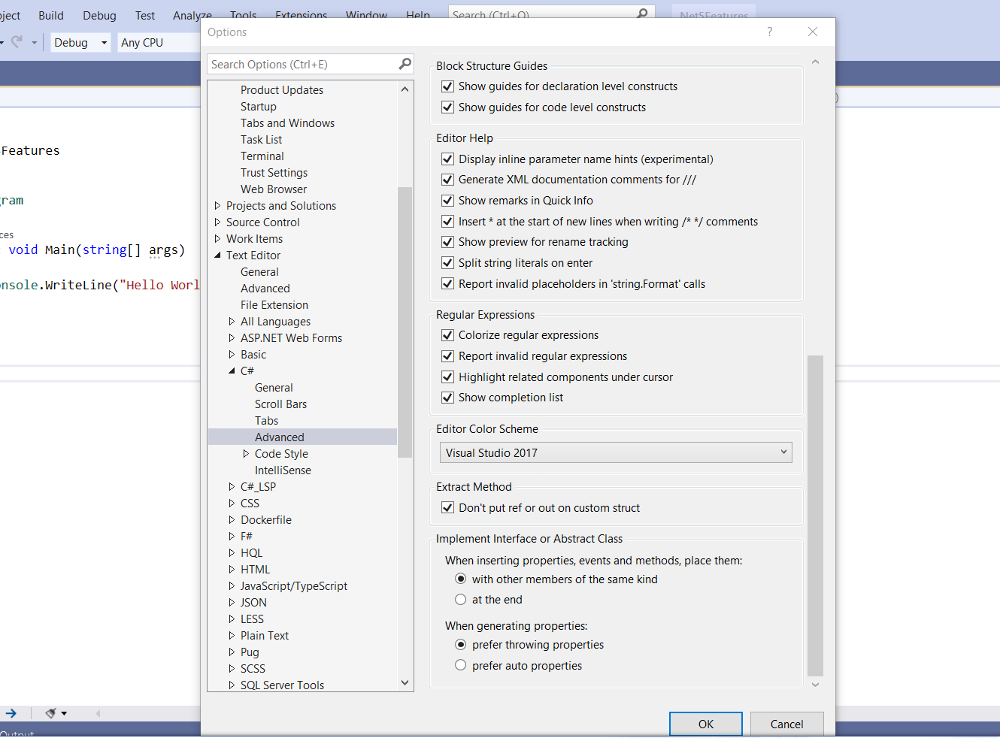 ject Build Debug Test Analyze Tools Extensions Window Help Search (Ctrl+Q) Net5Features
Debug Any CPU
Features
ram
ces
void Main(string[] args)
nsole.WriteLine("Hello Worl
Output
Options
?
Search Options (Ctrl+E)
Product Updates
Startup
Tabs and Windows
Task List
Terminal
Trust Settings
Web Browser
Projects and Solutions
Source Control
Work Items
Text Editor
General
Advanced
File Extension
All Languages
ASP.NET Web Forms
Basic
C#
General
Scroll Bars
Tabs
Advanced
Code Style
IntelliSense
C#_LSP
CSS
Dockerfile
F#
HQL
HTML
JavaScript/TypeScript
JSON
LESS
Plain Text
Pug
SCSS
SQL Server Tools
Block Structure Guides
Show guides for declaration level constructs
Show guides for code level constructs
Editor Help
Display inline parameter name hints (experimental)
Generate XML documentation comments for ///
Show remarks in Quick Info
Insert * at the start of new lines when writing /* */ comments
Show preview for rename tracking
Split string literals on enter
Report invalid placeholders in 'string.Format' calls
Regular Expressions
Colorize regular expressions
Report invalid regular expressions
Highlight related components under cursor
Show completion list
Editor Color Scheme
Visual Studio 2017
Extract Method
Don't put ref or out on custom struct
Implement Interface or Abstract Class
When inserting properties, events and methods, place them:
with other members of the same kind
at the end
When generating properties:
prefer throwing properties
prefer auto properties
OK Cancel